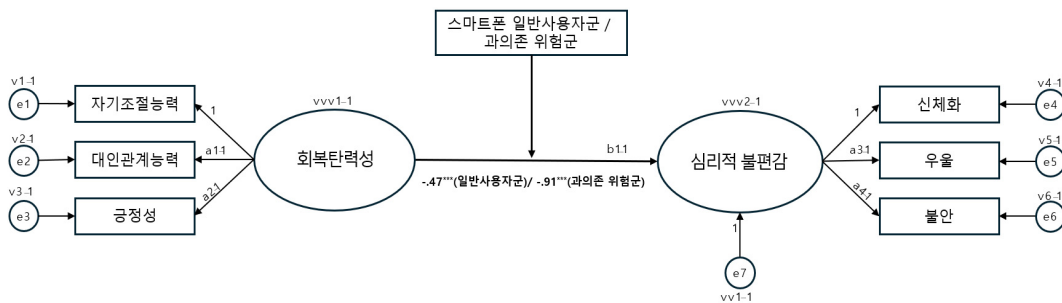 스마트폰 일반사용자군 /
과의존 위험군
v1-1
e1
자기조절능력
1
v2-1
e2
대인관계능력
a1-1
v3-1
e3
긍정성
a2-1
vvv1-1
회복탄력성
b1.1
-.47***(일반사용자군)/ -.91***(과의존 위험군)
vvv2-1
심리적 불편감
1
신체화
v4-1
e4
a3-1
우울
v5-1
e5
a4-1
불안
v6-1
e6
1
e7
vv1-1